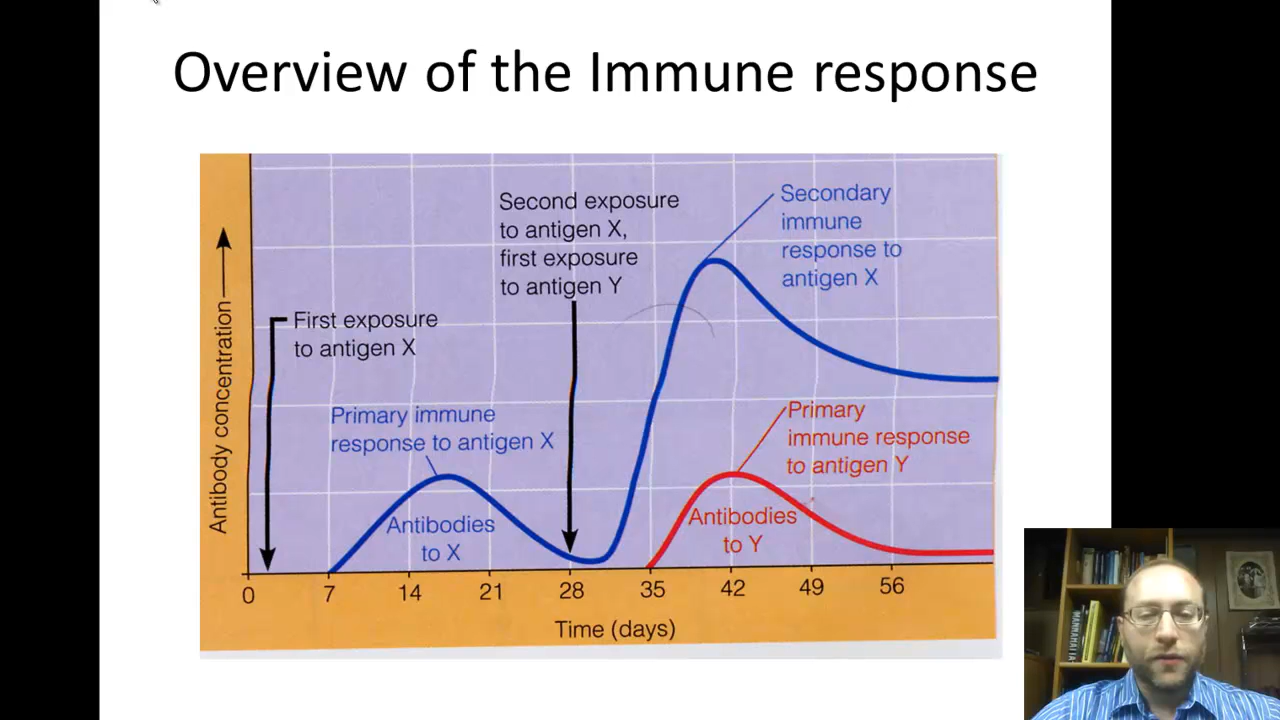 Overview of the Immune response
Second exposure
to antigen X,
first exposure
to antigen Y
Secondary
immune
response to
antigen X
First exposure
to antigen X
Primary immune
response to antigen X
Primary
immune response
to antigen Y
Antibodies
to X
Antibodies
to Y
Antibody concentration
0 7 14 21 28 35 42 49 56
Time (days)
MAMMALIA